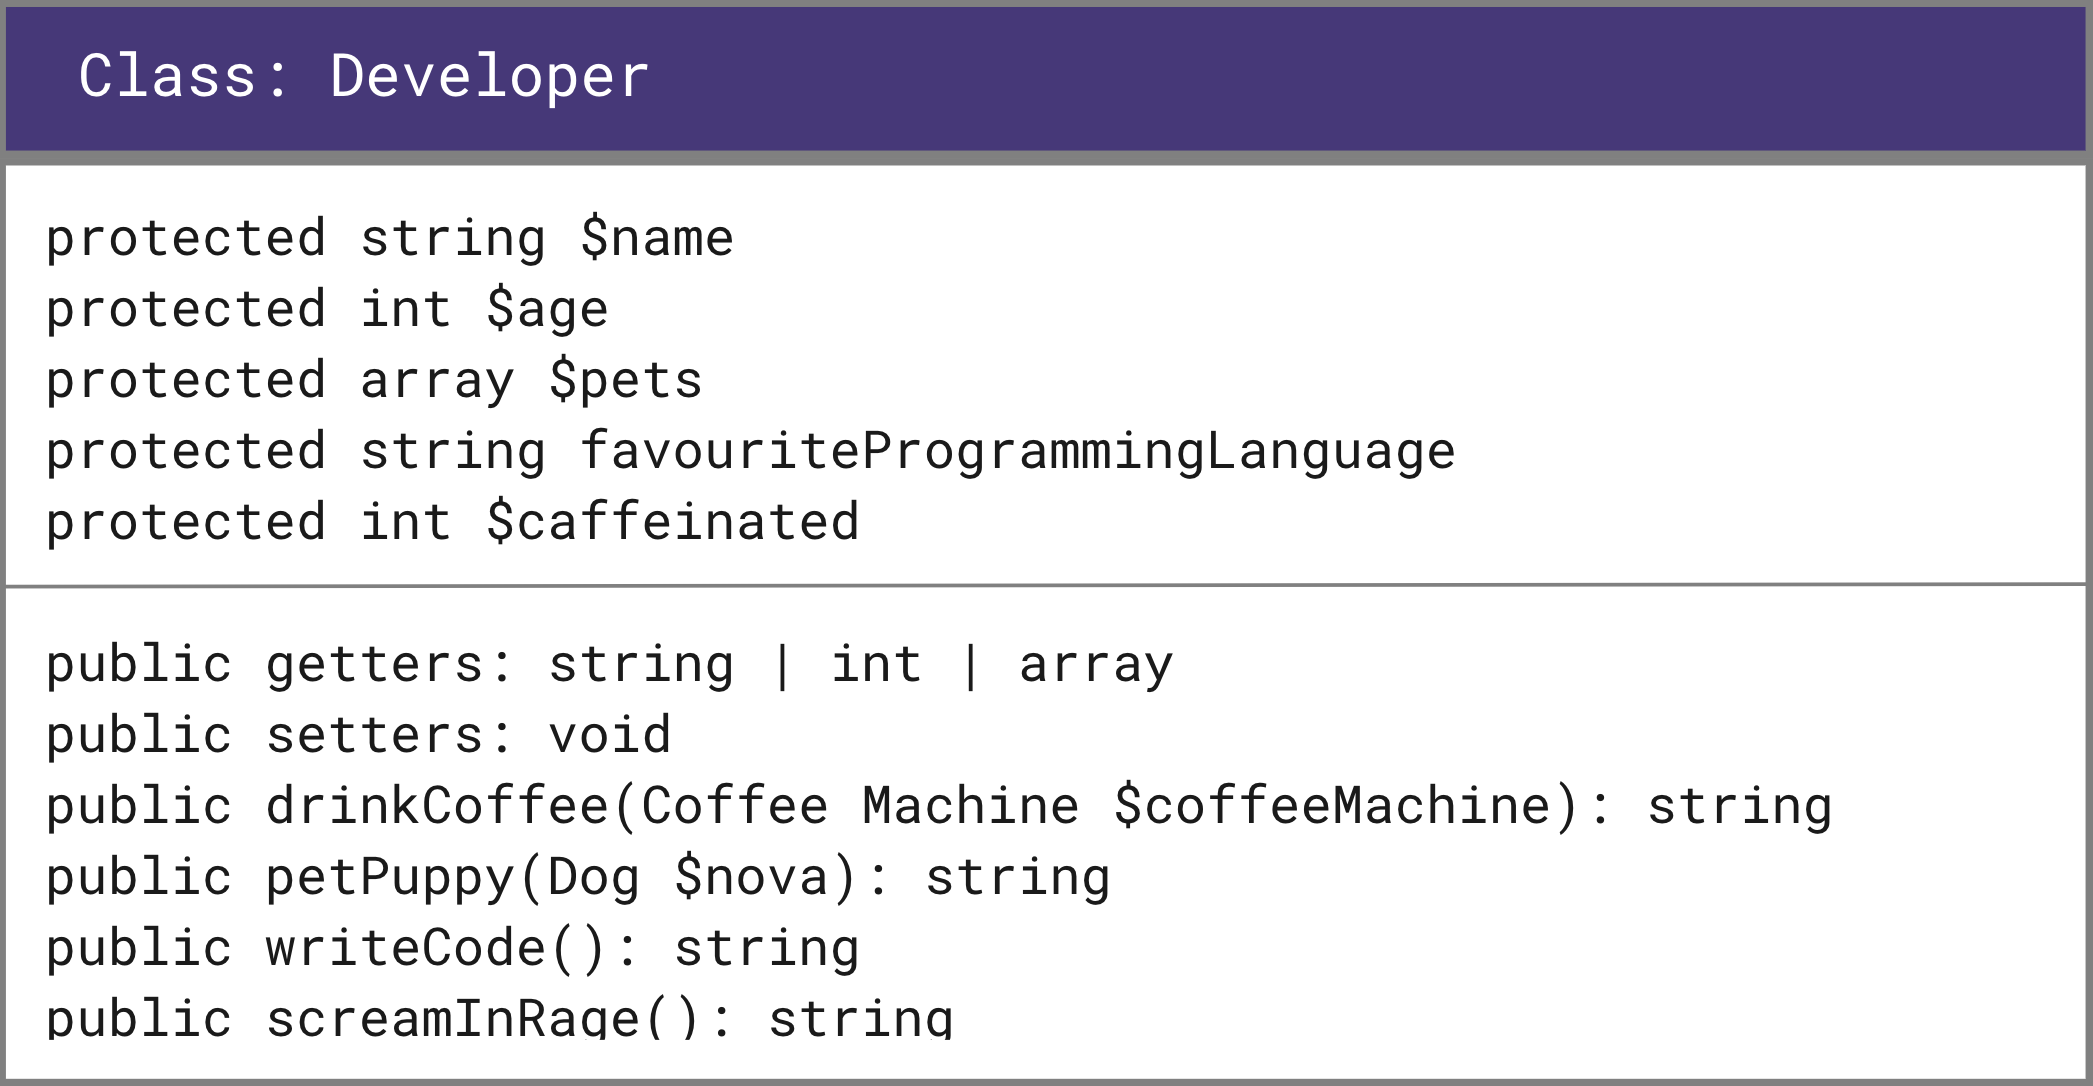 Class: Developer
protected string $name
protected int $age
protected array $pets
protected string favouriteProgrammingLanguage
protected int $caffeinated
public getters: string | int | array
public setters: void
public drinkCoffee(Coffee Machine $coffeeMachine): string
public petPuppy(Dog $nova): string
public writeCode(): string
public screamInRage(): string